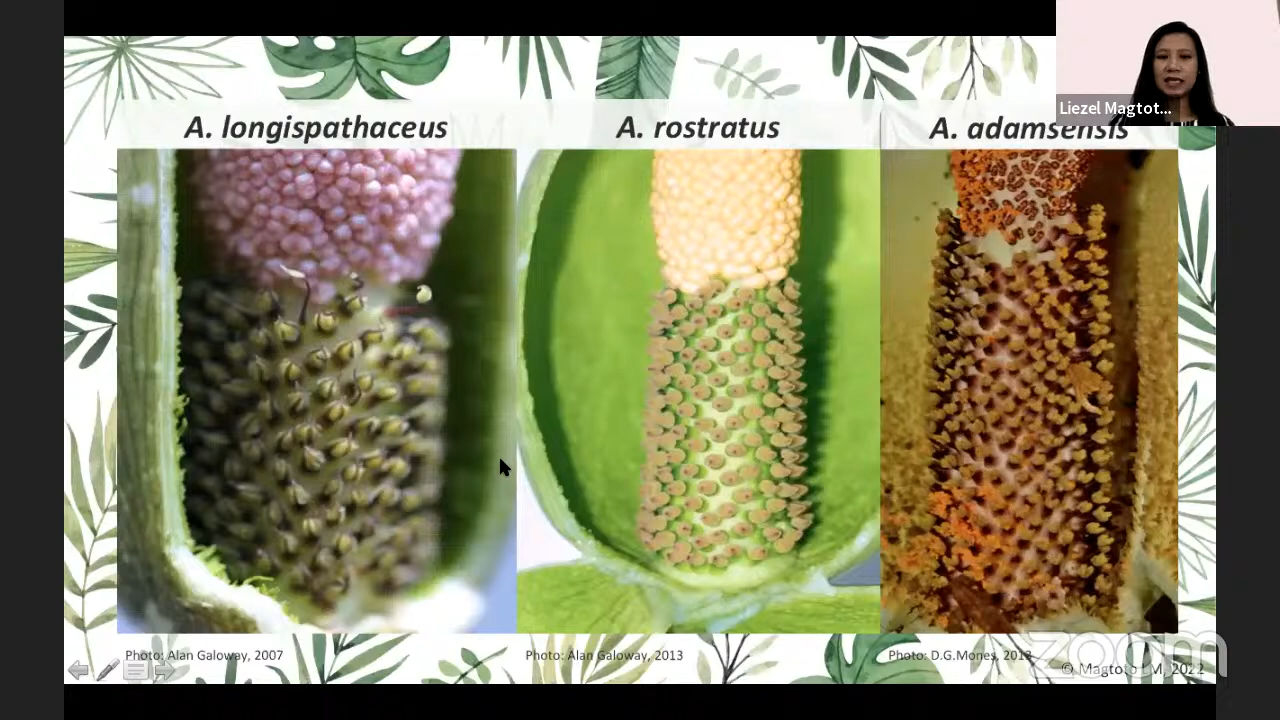 Liezel Magtot...
A. longispathaceus
A. rostratus
A. adamsensis
Photo: Alan Galoway, 2007
Photo: Alan Galoway, 2013
Photo: D.G.Mones, 2012
zoom
© Magtoto LM, 2022